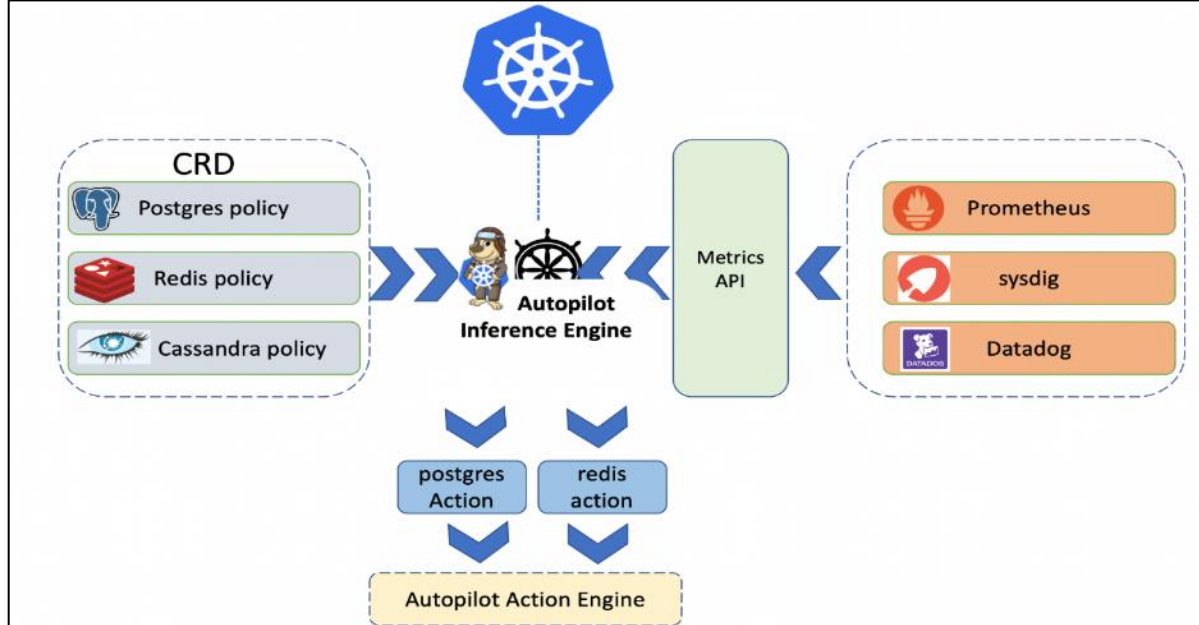 CRD
Postgres policy
Redis policy
Cassandra policy
Autopilot
Inference Engine
Metrics
API
Prometheus
sysdig
Datadog
DATADOG
postgres
Action
redis
action
Autopilot Action Engine